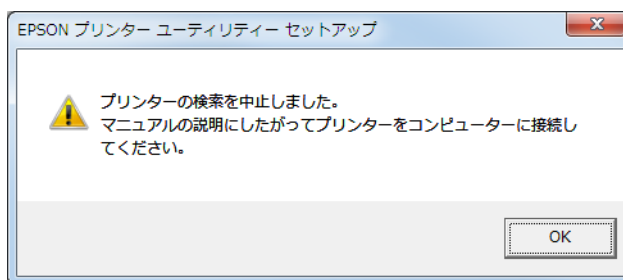 EPSON プリンター ユーティリティー セットアップ
プリンターの検索を中止しました。
マニュアルの説明にしたがってプリンターをコンピューターに接続し
てください。
OK